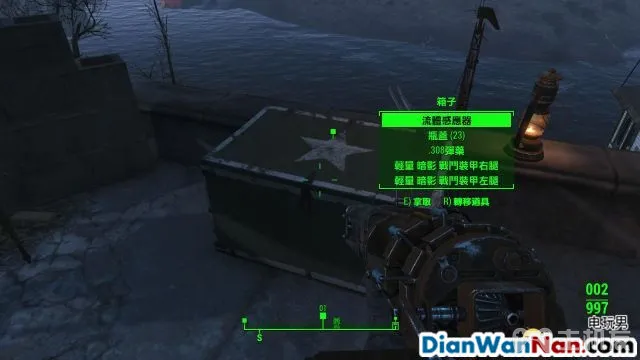 箱子
流體感應器
瓶蓋 (23)
.308彈藥
輕量 暗影 戰鬥裝甲右腿
輕量 暗影 戰鬥裝甲左腿
E) 拿取 R) 轉移道具
S
002
997
电玩男
DianWanNan.com